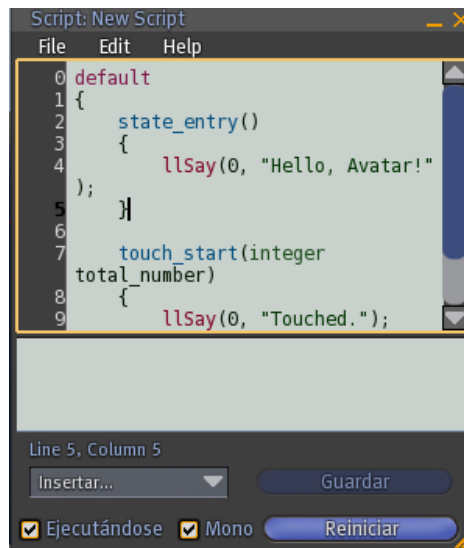 Script: New Script
File Edit Help
0 default
1 {
2 state_entry()
3 {
4 llSay(0, "Hello, Avatar!"
);
5 }
6
7 touch_start(integer
total_number)
8 {
9 llSay(0, "Touched.");
Line 5, Column 5
Insertar... Guardar
Ejecutándose Mono Reiniciar